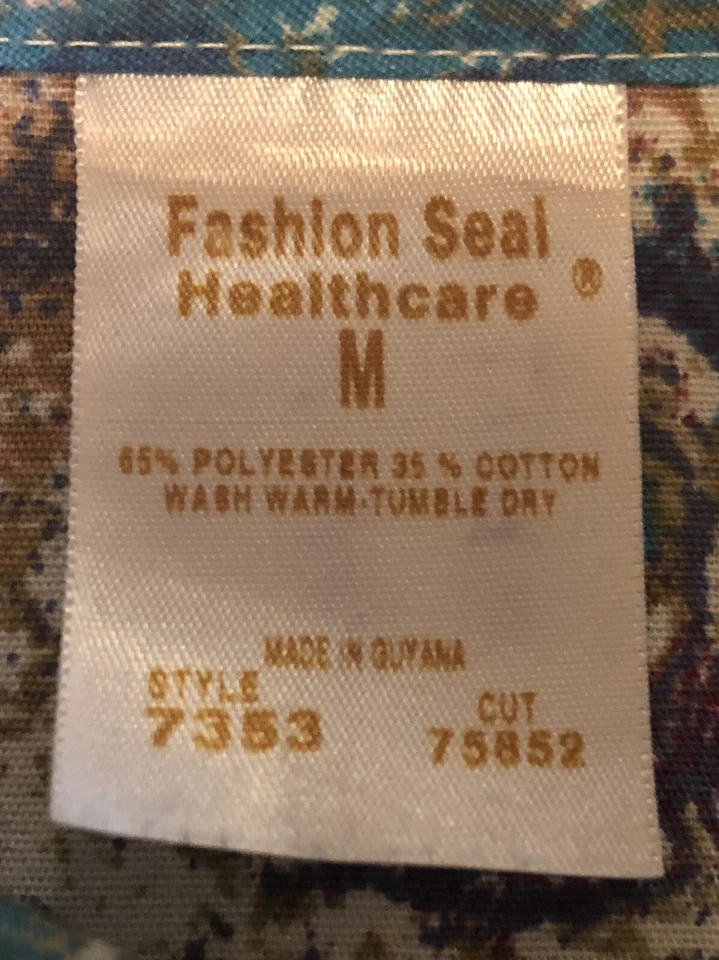 Fashion Seal
Healthcare ®
M
65% POLYESTER 35 % COTTON
WASH WARM-TUMBLE DRY
MADE IN GUYANA
STYLE
7353
CUT
75852